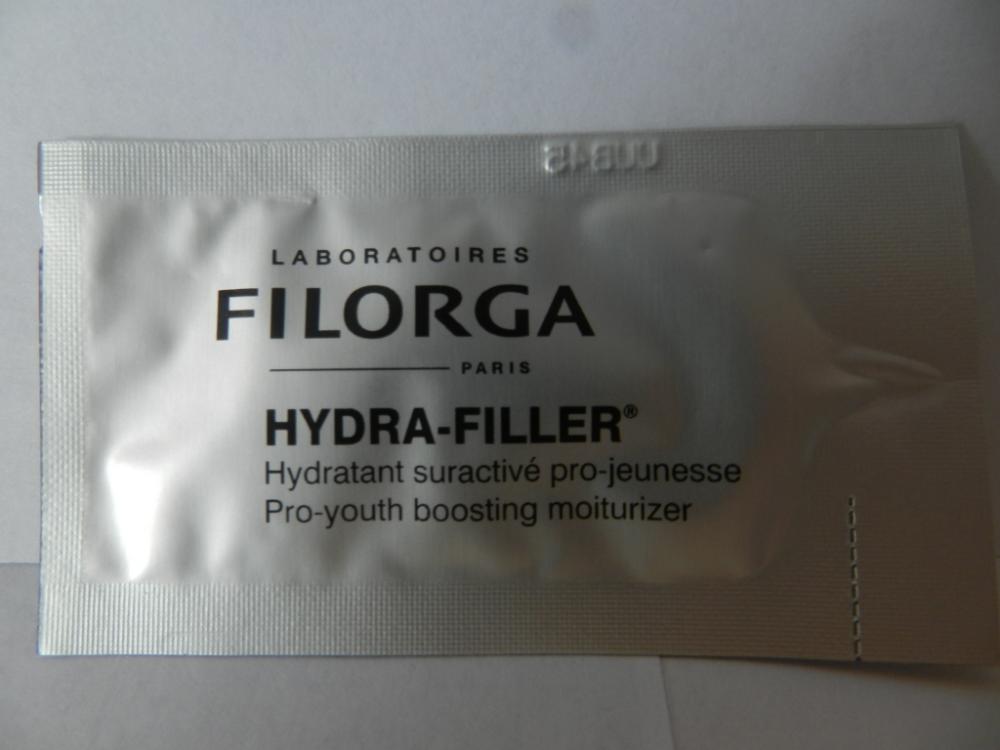 LABORATOIRES
FILORGA
PARIS
HYDRA-FILLER®
Hydratant suractivé pro-jeunesse
Pro-youth boosting moiturizer